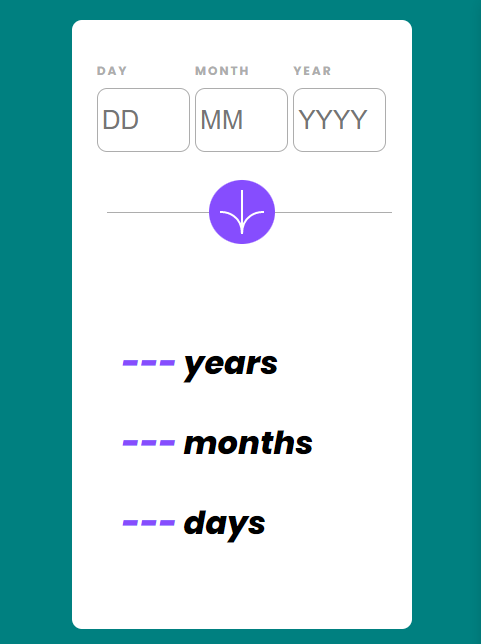 DAY MONTH YEAR
DD MM YYYY
--- years
--- months
--- days